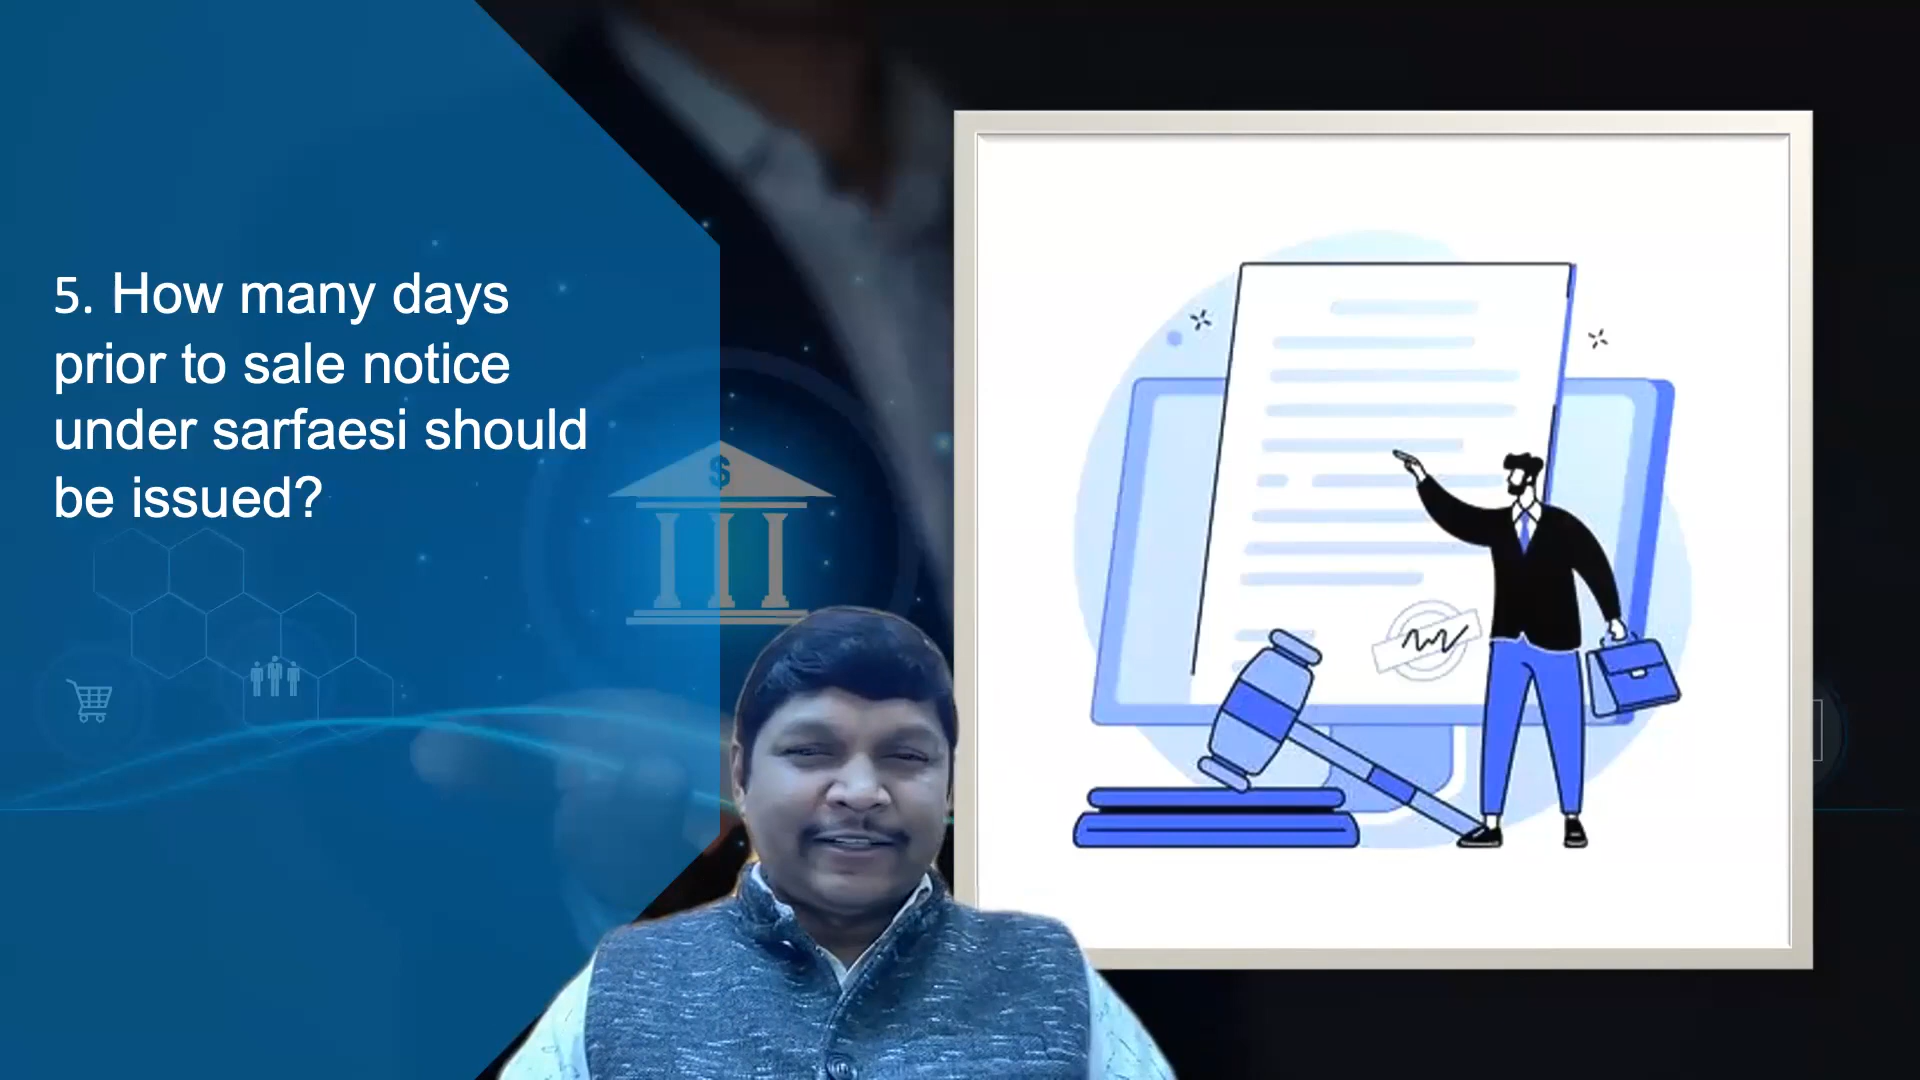 5. How many days
prior to sale notice
under sarfaesi should
be issued?
$